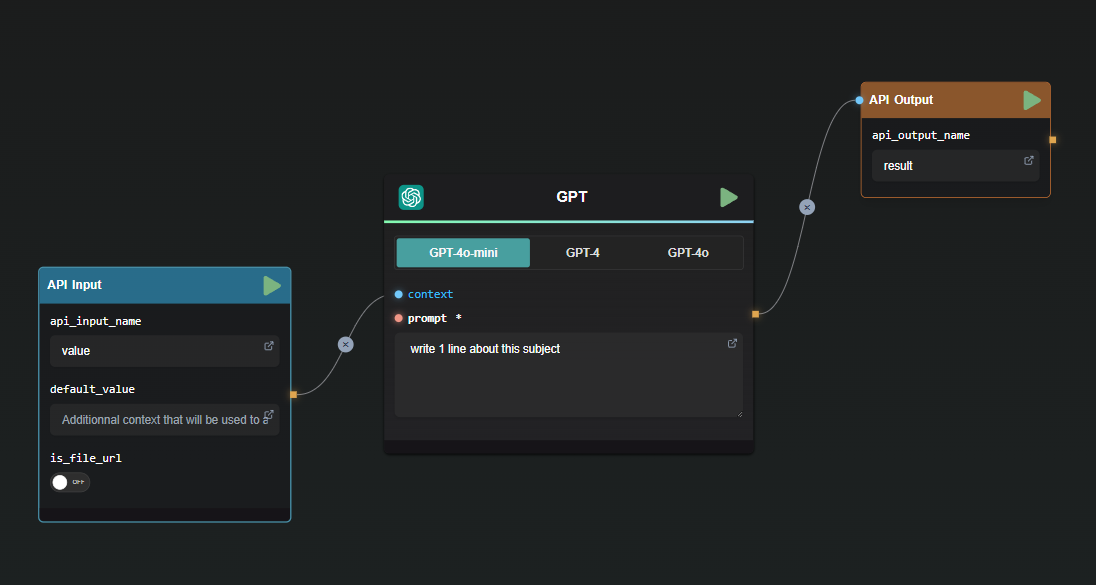 API Output
api_output_name
result
GPT
GPT-4o-mini GPT-4 GPT-4o
context
prompt *
write 1 line about this subject
API Input
api_input_name
value
default_value
Additionnal context that will be used to a
is_file_url
OFF